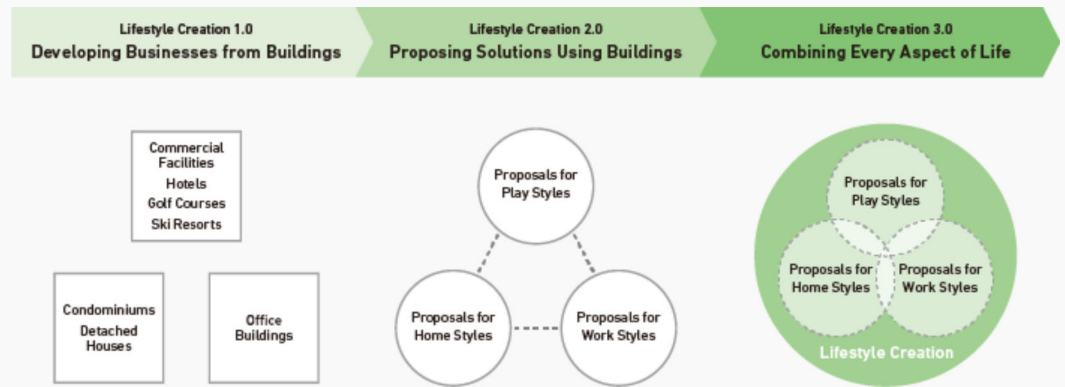 Lifestyle Creation 1.0
Developing Businesses from Buildings
Lifestyle Creation 2.0
Proposing Solutions Using Buildings
Lifestyle Creation 3.0
Combining Every Aspect of Life
Commercial
Facilities
Hotels
Golf Courses
Ski Resorts
Condominiums
Detached
Houses
Office
Buildings
Proposals for
Play Styles
Proposals for
Home Styles
Proposals for
Work Styles
Proposals for
Play Styles
Proposals for
Home Styles
Proposals for
Work Styles
Lifestyle Creation